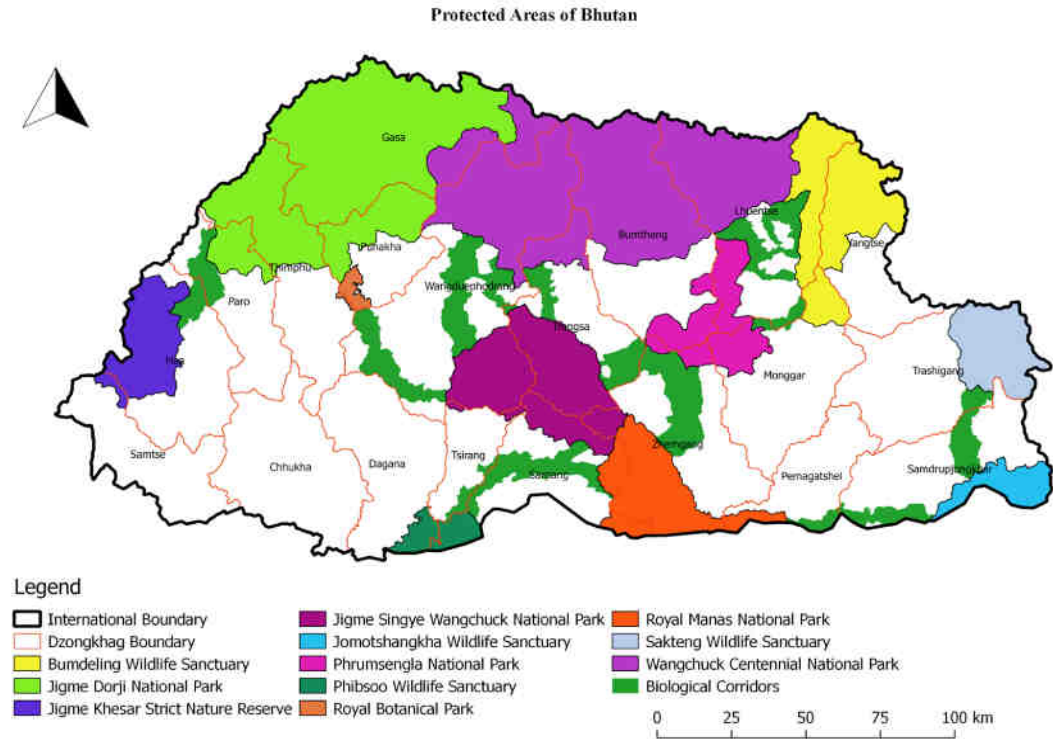 Protected Areas of Bhutan
Gasa
Punakha
Thimphu
Paro
Haa
Wangduephodrang
Bumthang
Lhuentse
Yangtse
Trongsa
Monggar
Trashigang
Samtse
Chhukha
Dagana
Tsirang
Sarpang
Zhemgang
Pemagatshel
Samdrupjongkhar
Legend
International Boundary
Dzongkhag Boundary
Bumdeling Wildlife Sanctuary
Jigme Dorji National Park
Jigme Khesar Strict Nature Reserve
Jigme Singye Wangchuck National Park
Jomotshangkha Wildlife Sanctuary
Phrumsengla National Park
Phibsoo Wildlife Sanctuary
Royal Botanical Park
Royal Manas National Park
Sakteng Wildlife Sanctuary
Wangchuck Centennial National Park
Biological Corridors
0 25 50 75 100 km